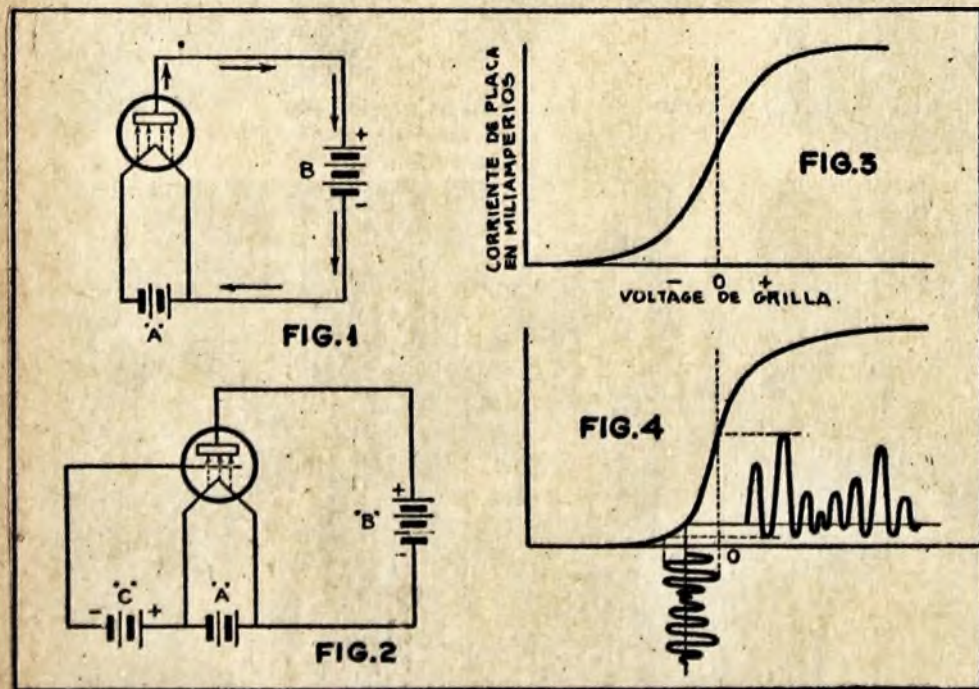 B
+
-
"A"
FIG.1
CORRIENTE DE PLACA
EN MILIAMPERIOS
FIG.3
- 0 +
VOLTAGE DE GRILLA.
"B"
+
-
"C"
- +
"A"
FIG.2
FIG.4
0